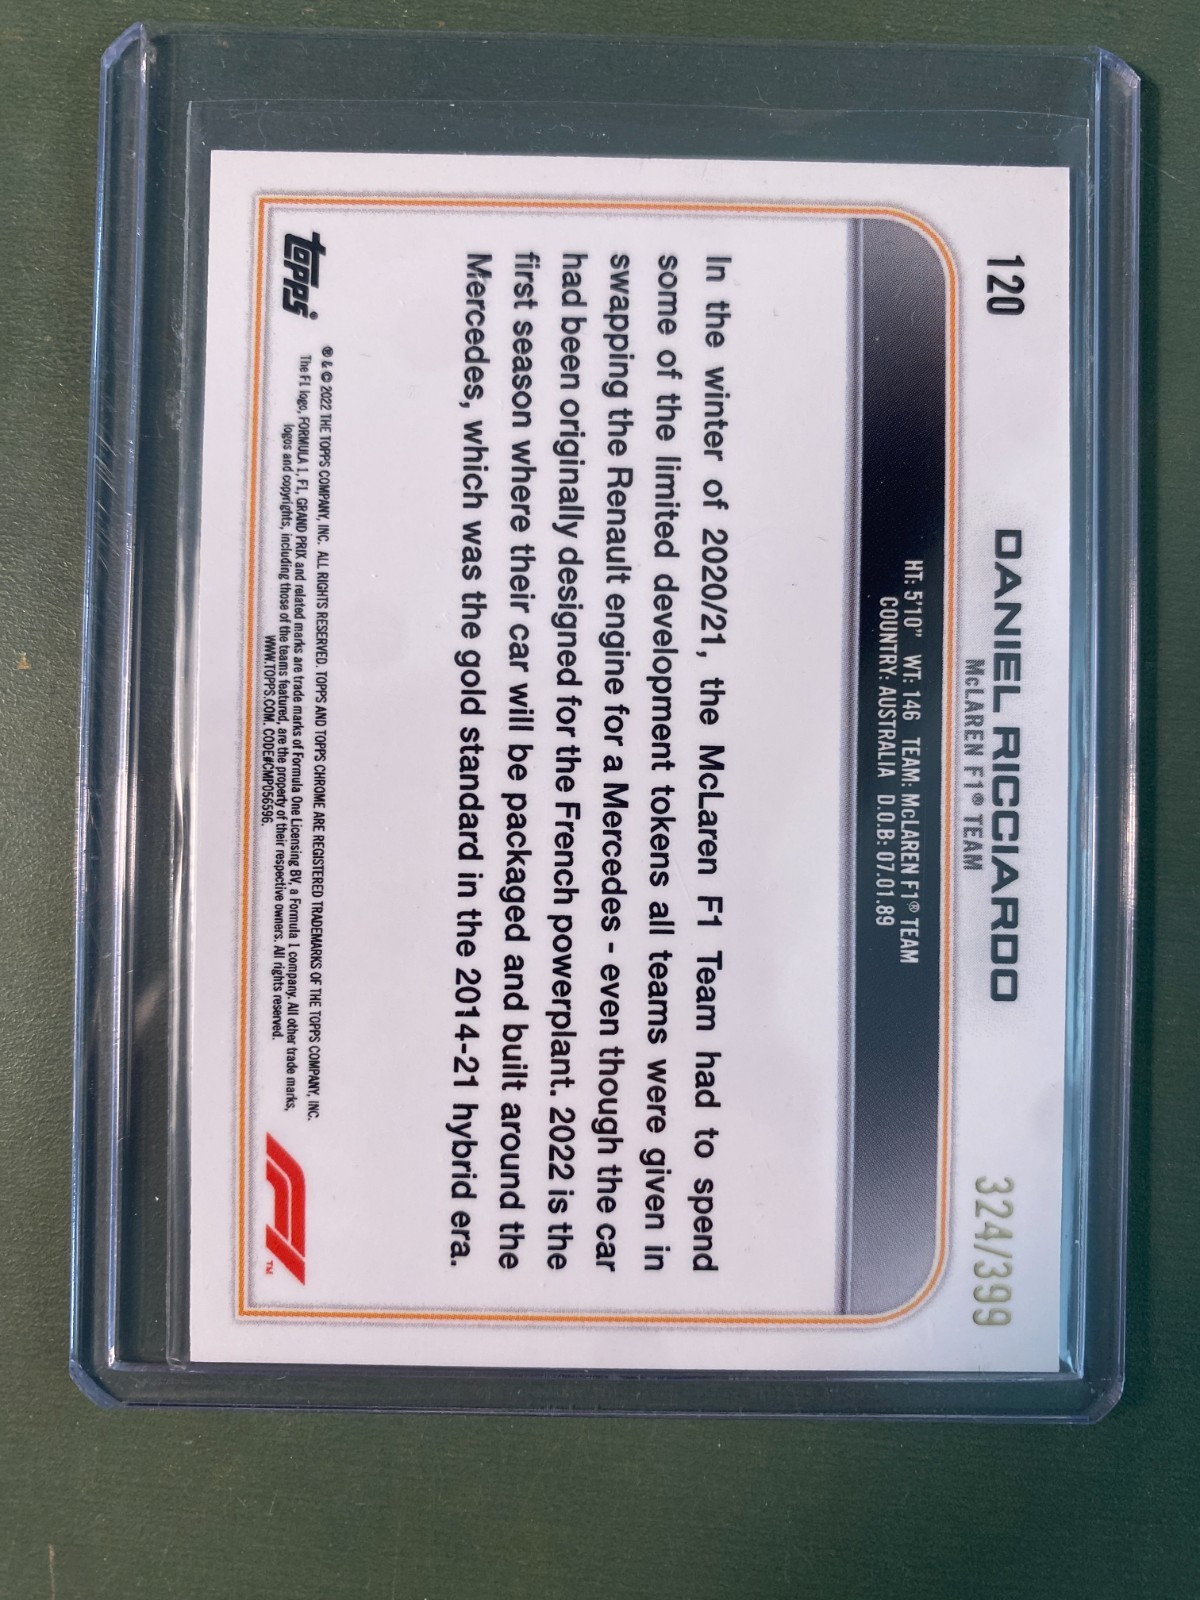 120
DANIEL RICCIARDO
324/399
McLAREN F1® TEAM
HT: 5'10" WT: 146 TEAM: McLAREN F1® TEAM
COUNTRY: AUSTRALIA D.O.B: 07.01.89
In the winter of 2020/21, the McLaren F1 Team had to spend
some of the limited development tokens all teams were given in
swapping the Renault engine for a Mercedes - even though the car
had been originally designed for the French powerplant. 2022 is the
first season where their car will be packaged and built around the
Mercedes, which was the gold standard in the 2014-21 hybrid era.
topps®
® & © 2022 THE TOPPS COMPANY, INC. ALL RIGHTS RESERVED. TOPPS AND TOPPS CHROME ARE REGISTERED TRADEMARKS OF THE TOPPS COMPANY, INC.
The F1 logo, FORMULA 1, F1, GRAND PRIX and related marks are trade marks of Formula One Licensing BV, a Formula 1 company. All other trade marks,
logos and copyrights, including those of the teams featured, are the property of their respective owners. All rights reserved.
WWW.TOPPS.COM. CODE#CMP056596.
F1™